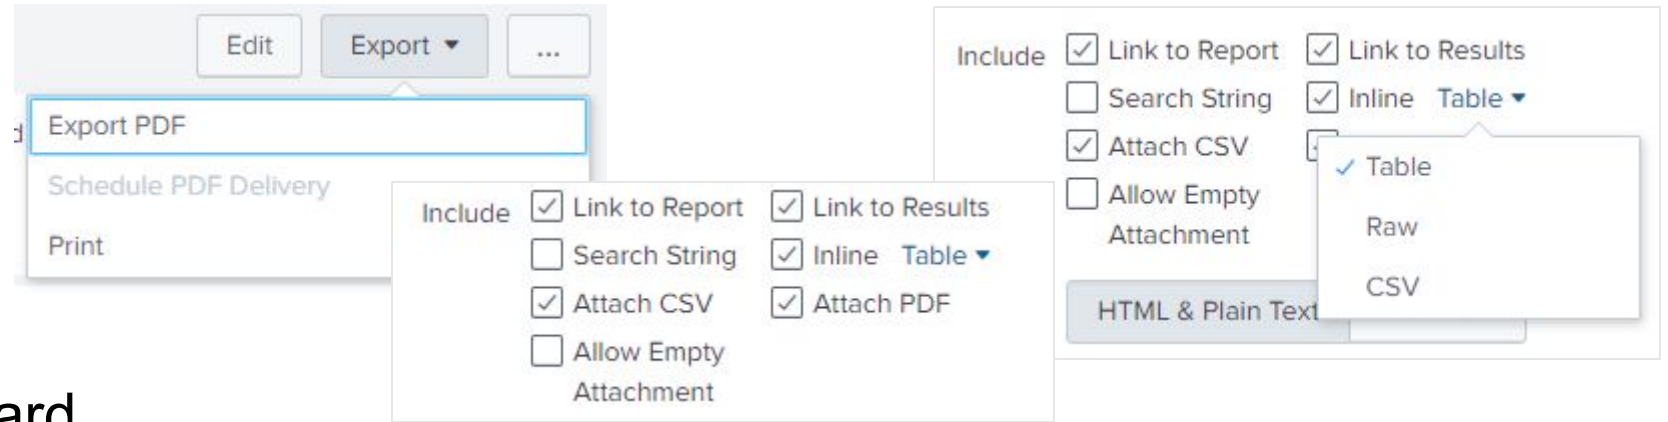 Edit Export ...
Export PDF
Schedule PDF Delivery
Print
Include Link to Report Link to Results
Search String Inline Table
Attach CSV Attach PDF
Allow Empty
Attachment
Include Link to Report Link to Results
Search String Inline Table
Attach CSV
Allow Empty
Attachment
Table
Raw
CSV
HTML & Plain Text